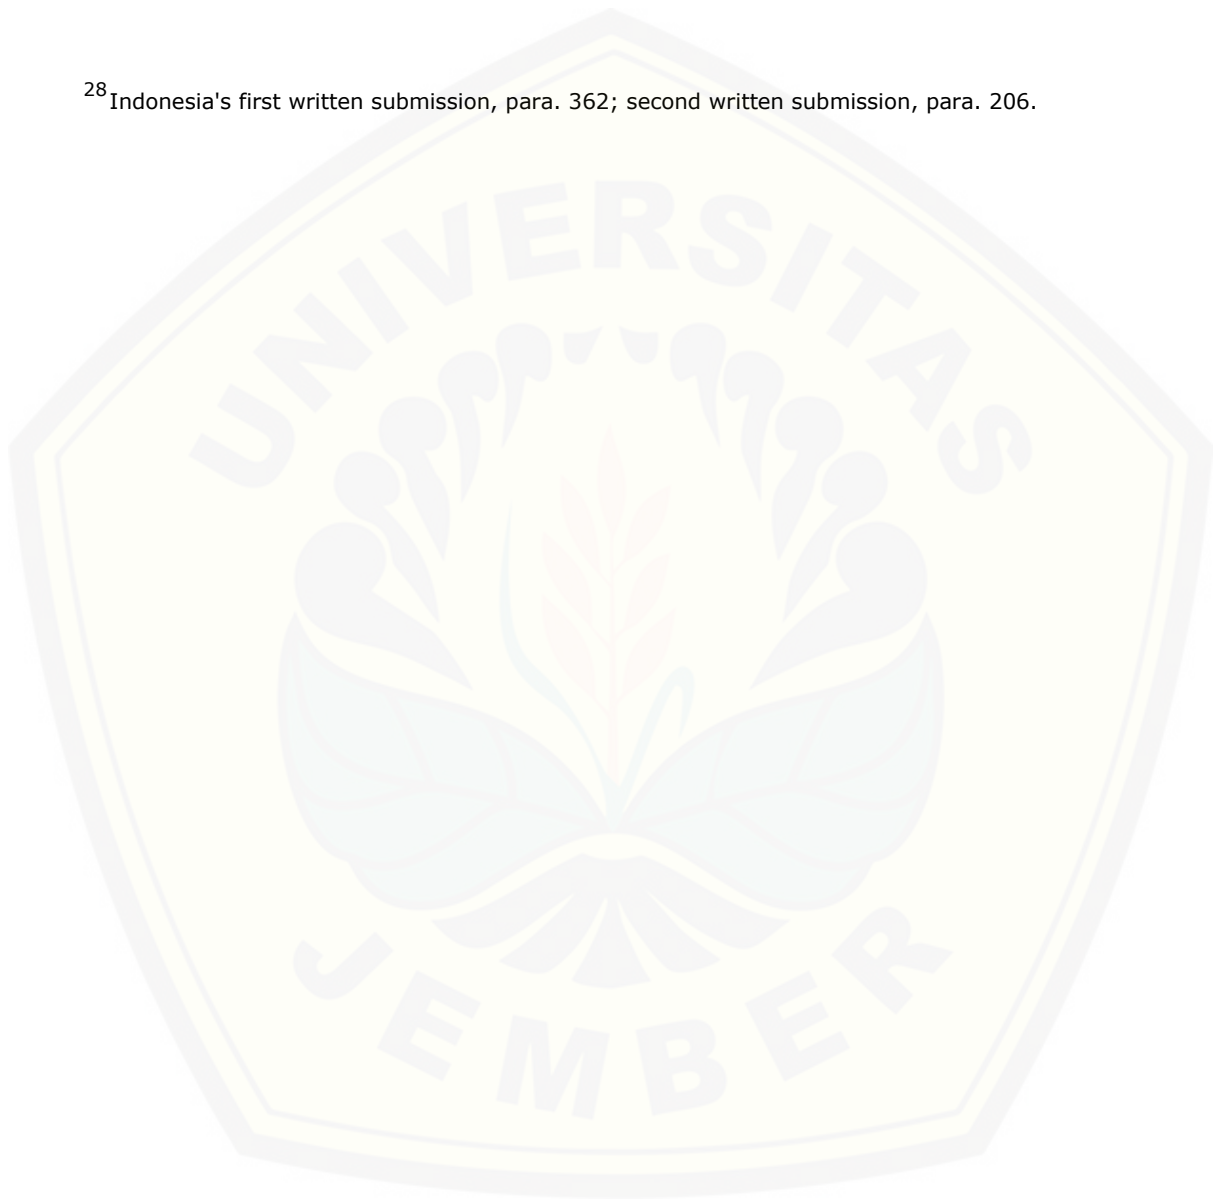 28 Indonesia's first written submission, para. 362; second written submission, para. 206.
UNIVERSITAS
JEMBER